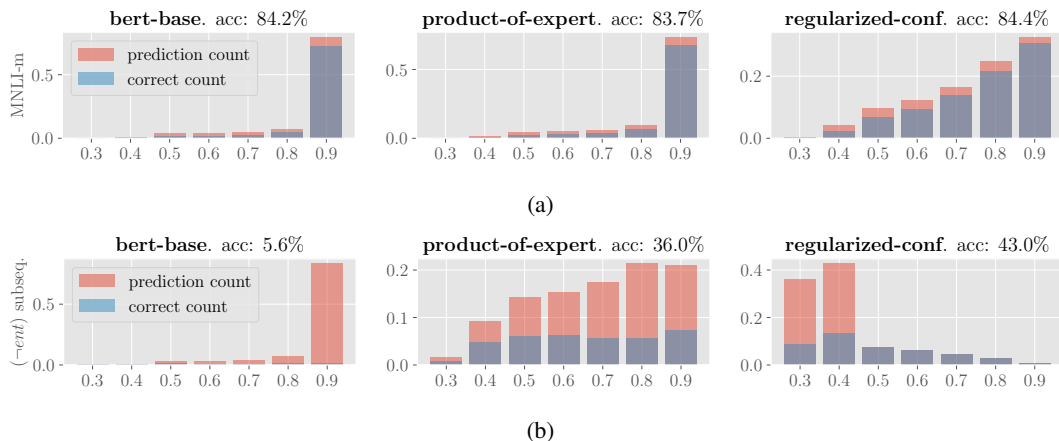 bert-base. acc: 84.2%
product-of-expert. acc: 83.7%
regularized-conf. acc: 84.4%
MNLI-m
0.5
0.0
prediction count
correct count
0.3 0.4 0.5 0.6 0.7 0.8 0.9
0.5
0.0
0.3 0.4 0.5 0.6 0.7 0.8 0.9
0.2
0.0
0.3 0.4 0.5 0.6 0.7 0.8 0.9
(a)
bert-base. acc: 5.6%
product-of-expert. acc: 36.0%
regularized-conf. acc: 43.0%
(¬ent) subseq.
0.5
0.0
prediction count
correct count
0.3 0.4 0.5 0.6 0.7 0.8 0.9
0.2
0.1
0.0
0.3 0.4 0.5 0.6 0.7 0.8 0.9
0.4
0.2
0.0
0.3 0.4 0.5 0.6 0.7 0.8 0.9
(b)